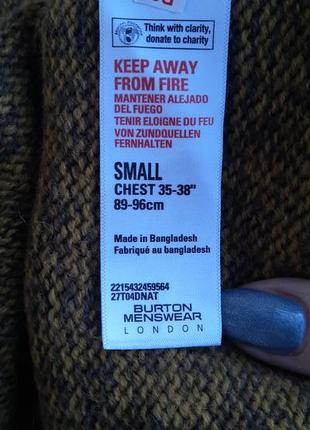 Think with clarity,
donate to charity
KEEP AWAY
FROM FIRE
MANTENER ALEJADO
DEL FUEGO
TENIR ELOIGNE DU FEU
VON ZUNDQUELLEN
FERNHALTEN
SMALL
CHEST 35-38"
89-96cm
Made in Bangladesh
Fabriqué au bangladesh
2215432459564
27T04DNAT
BURTON
MENSWEAR
LONDON